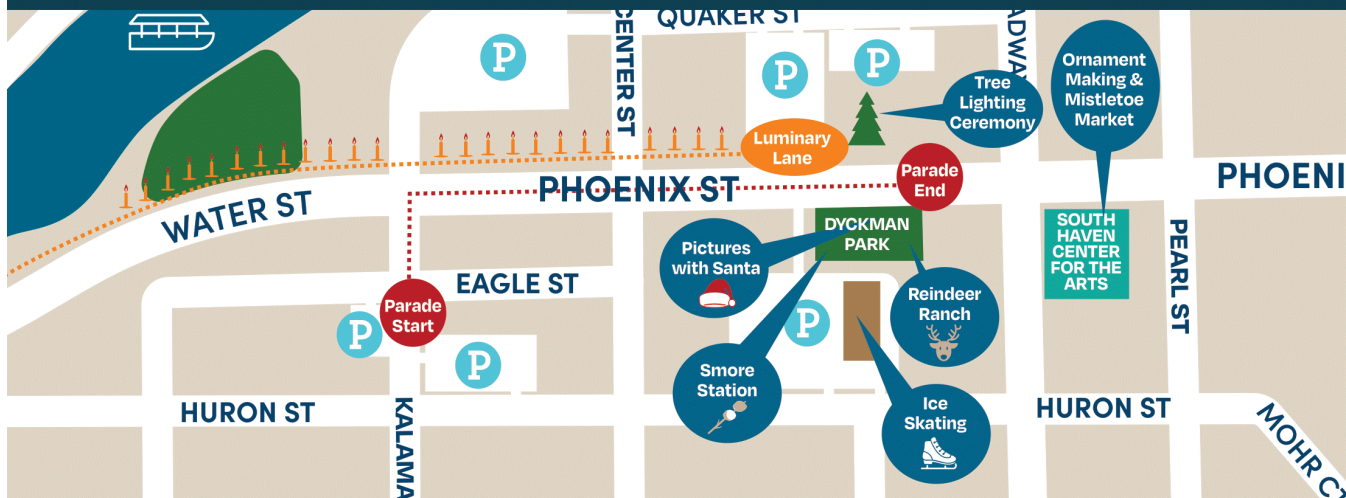 QUAKER ST
CENTER ST
ADWAY
P
P
P
Tree
Lighting
Ceremony
Ornament
Making &
Mistletoe
Market
Luminary
Lane
Parade
End
PHOENIX ST
PHOENI
WATER ST
DYCKMAN
PARK
SOUTH
HAVEN
CENTER
FOR THE
ARTS
PEARL ST
Pictures
with Santa
EAGLE ST
Parade
Start
Reindeer
Ranch
P
P
P
Smore
Station
Ice
Skating
HURON ST
HURON ST
KALAMA
MOHR CT